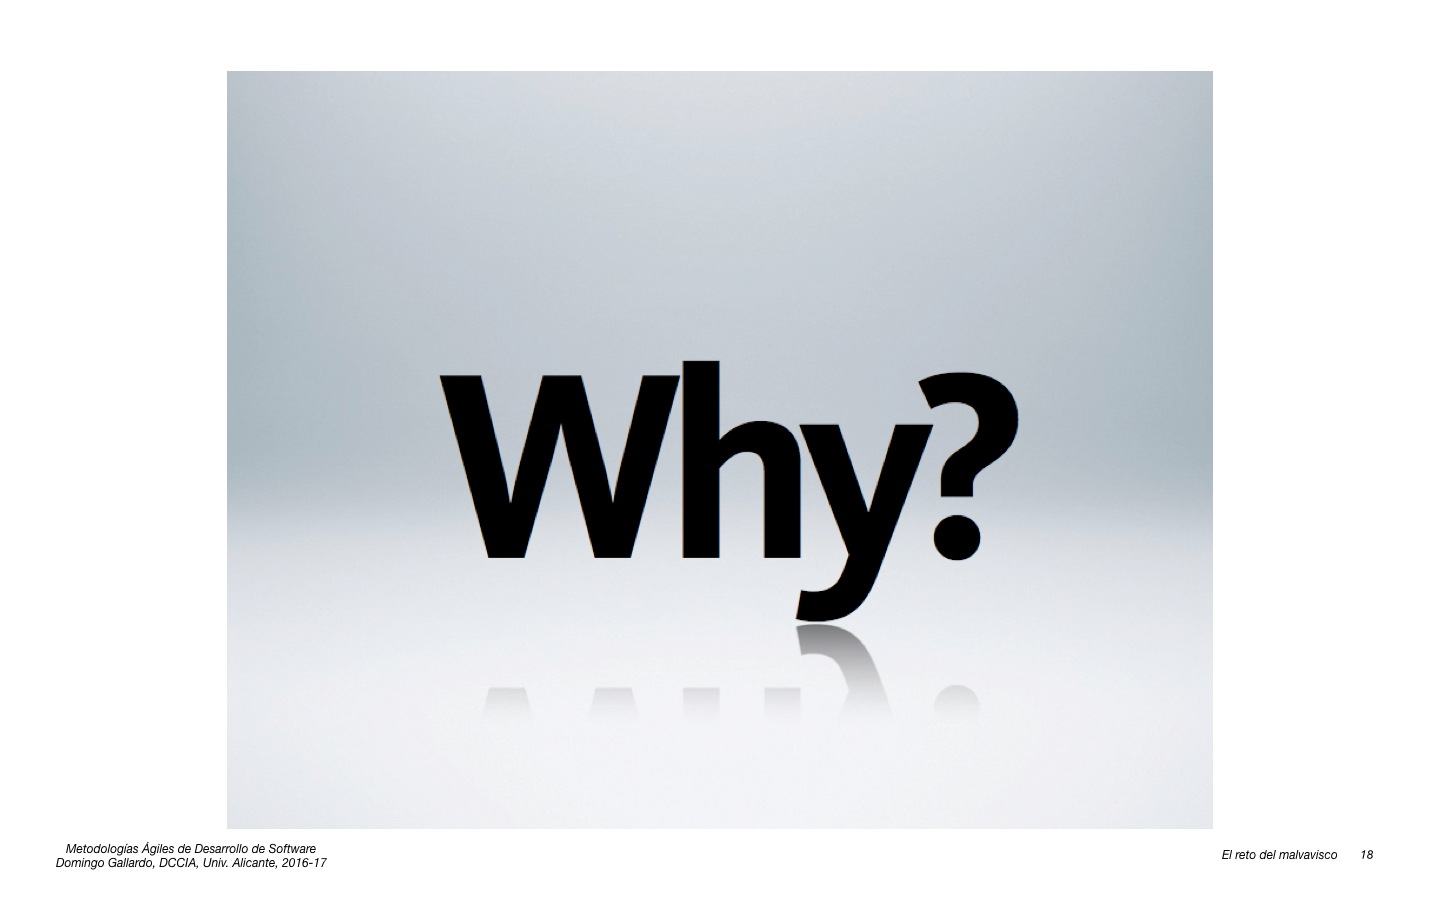 Why?
Metodologías Ágiles de Desarrollo de Software
Domingo Gallardo, DCCIA, Univ. Alicante, 2016-17
El reto del malvavisco 18